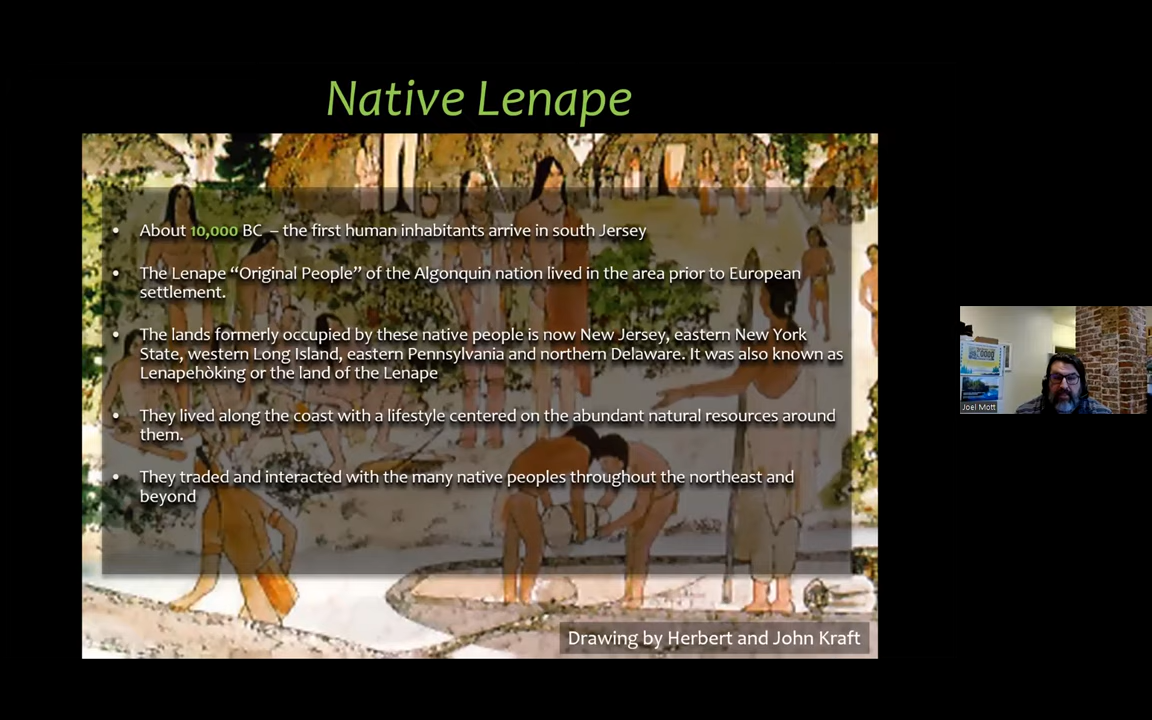 Native Lenape
• About 10,000 BC – the first human inhabitants arrive in south Jersey
• The Lenape “Original People” of the Algonquin nation lived in the area prior to European
settlement.
• The lands formerly occupied by these native people is now New Jersey, eastern New York
State, western Long Island, eastern Pennsylvania and northern Delaware. It was also known as
Lenapehòking or the land of the Lenape
• They lived along the coast with a lifestyle centered on the abundant natural resources around
them.
• They traded and interacted with the many native peoples throughout the northeast and
beyond
Drawing by Herbert and John Kraft
Joel Mott